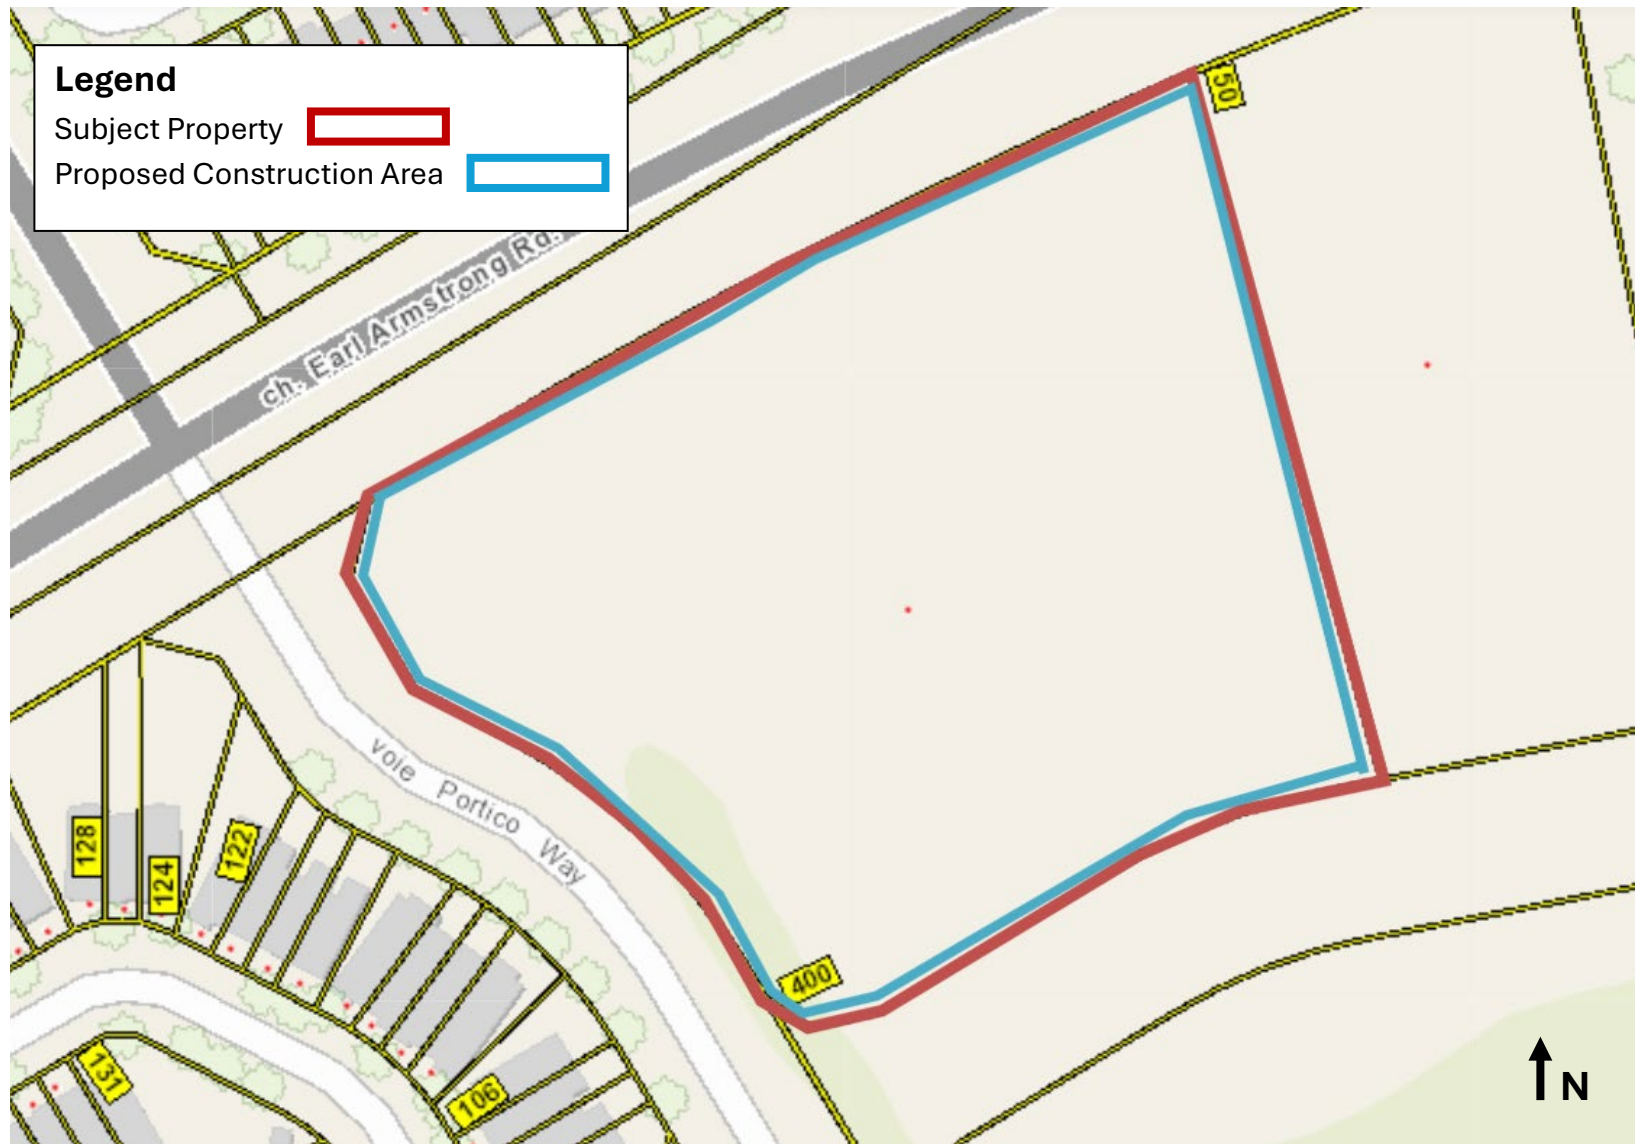 Legend
Subject Property
Proposed Construction Area
50
ch. Earl Armstrong Rd.
voie Portico Way
128
124
122
400
131
106
N